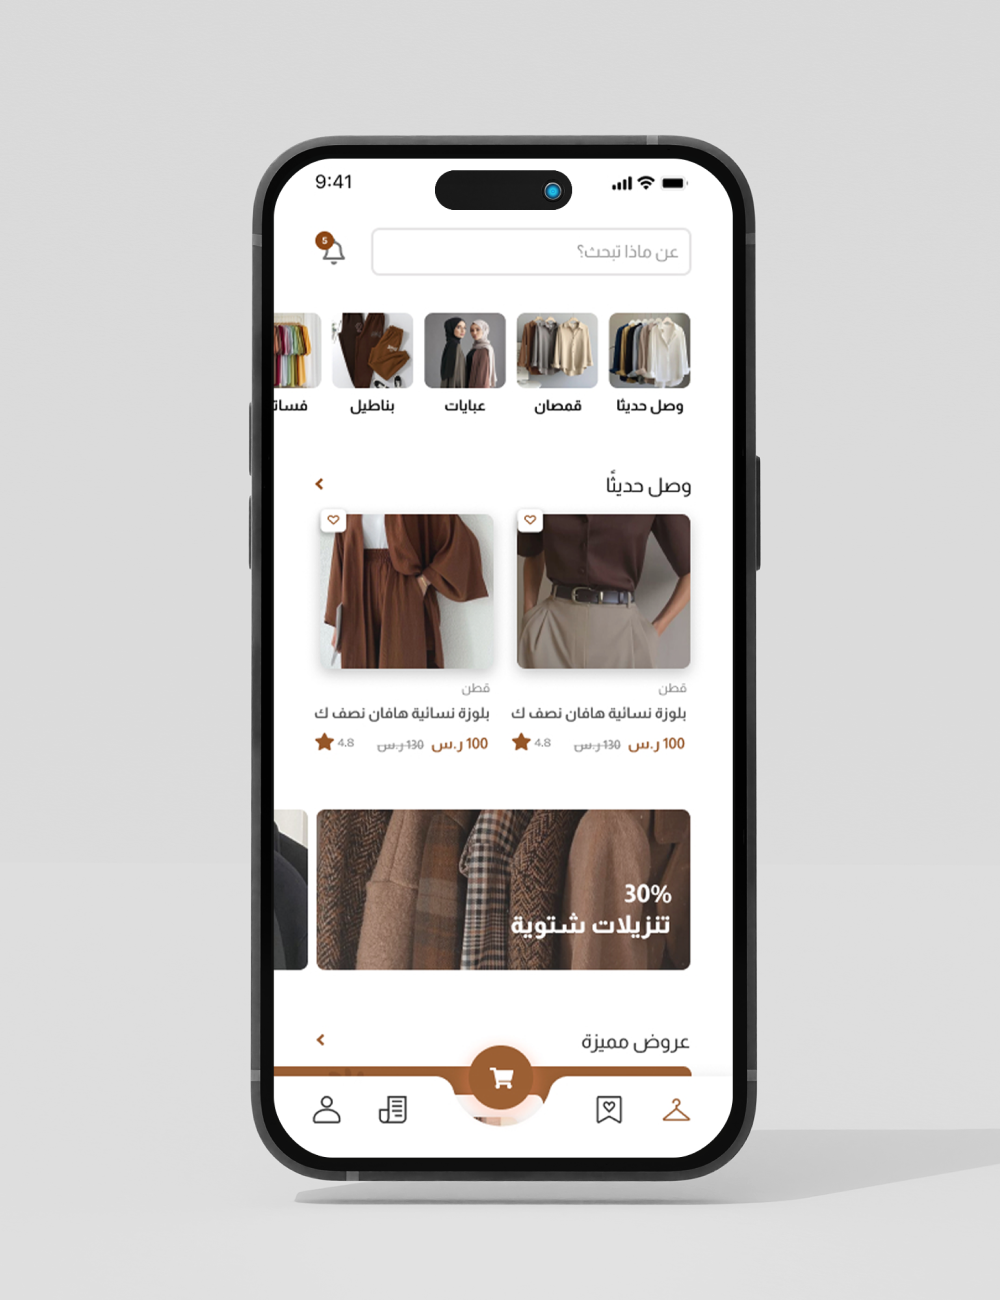 9:41
5
عن ماذا تبحث؟
وصل حديثا
قمصان
عبايات
بناطيل
فسات
وصل حديثًا
قطن
بلوزة نسائية هافان نصف ك
100 ر.س 130 ر.س 4.8
قطن
بلوزة نسائية هافان نصف ك
100 ر.س 130 ر.س 4.8
30%
تنزيلات شتوية
عروض مميزة